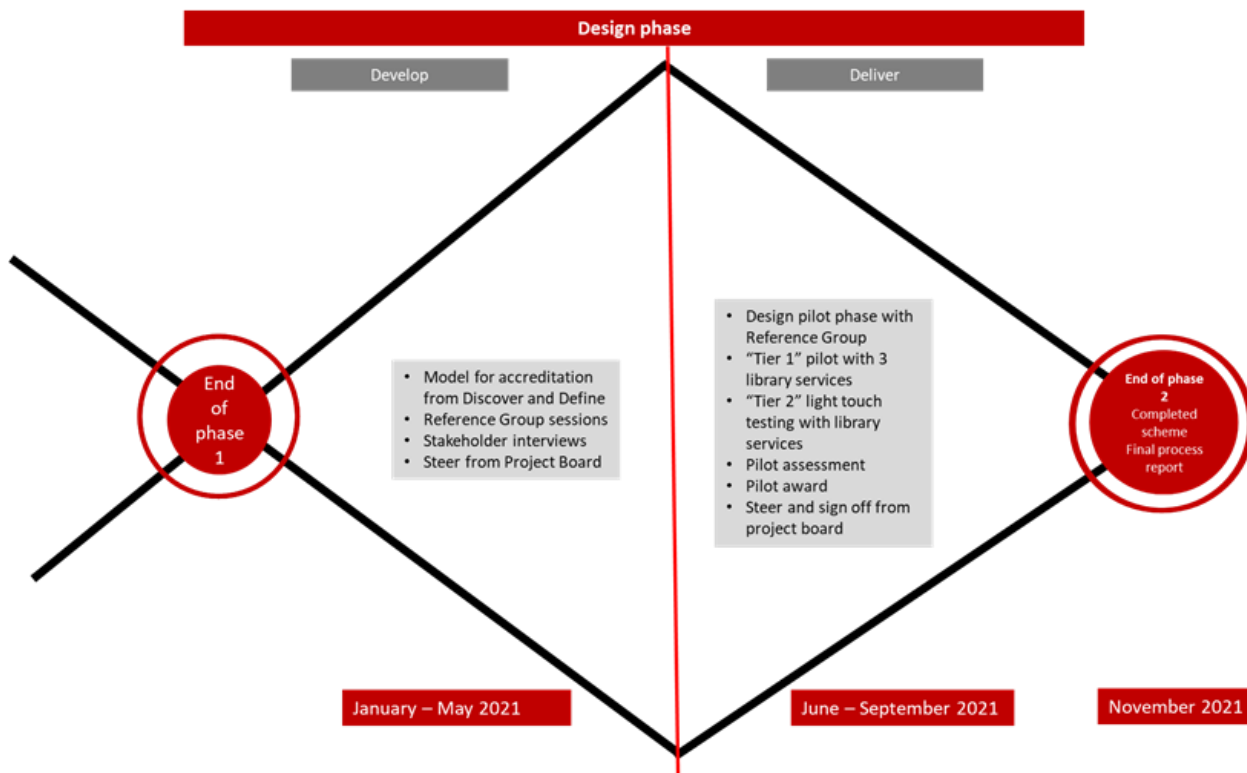 Design phase
Develop
Deliver
End
of
phase
1
• Model for accreditation
from Discover and Define
• Reference Group sessions
• Stakeholder interviews
• Steer from Project Board
• Design pilot phase with
Reference Group
• “Tier 1” pilot with 3
library services
• “Tier 2” light touch
testing with library
services
• Pilot assessment
• Pilot award
• Steer and sign off from
project board
End of phase
2
Completed
scheme
Final process
report
January – May 2021
June – September 2021
November 2021